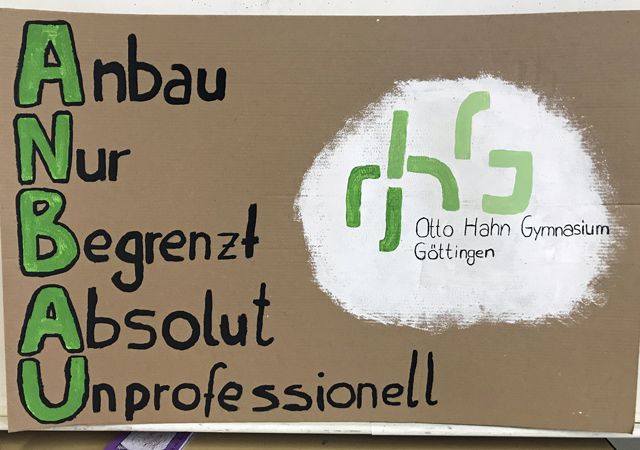 Anbau
Nur
Begrenzt
Absolut
Unprofessionell
Otto Hahn Gymnasium
Göttingen